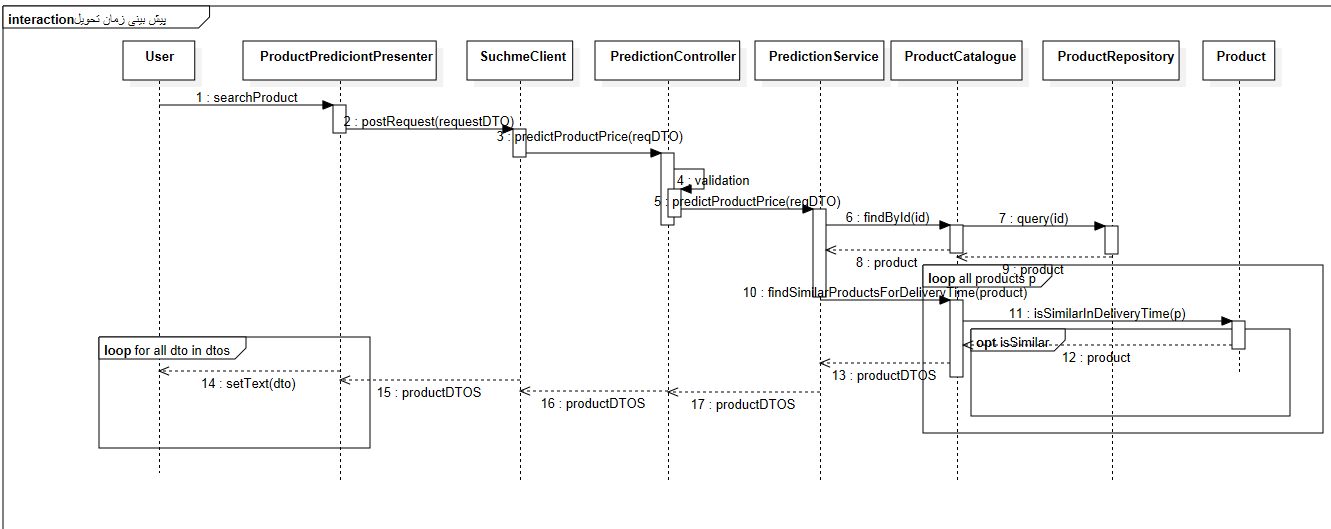 interaction پیش بینی زمان تحویل
User
ProductPrediciontPresenter
SuchmeClient
PredictionController
PredictionService
ProductCatalogue
ProductRepository
Product
1 : searchProduct
2 : postRequest(requestDTO)
3 : predictProductPrice(reqDTO)
4 : validation
5 : predictProductPrice(reqDTO)
6 : findById(id)
7 : query(id)
8 : product
9 : product
loop all products p
10 : findSimilarProductsForDeliveryTime(product)
11 : isSimilarInDeliveryTime(p)
opt isSimilar
12 : product
loop for all dto in dtos
13 : productDTOS
14 : setText(dto)
15 : productDTOS
16 : productDTOS
17 : productDTOS